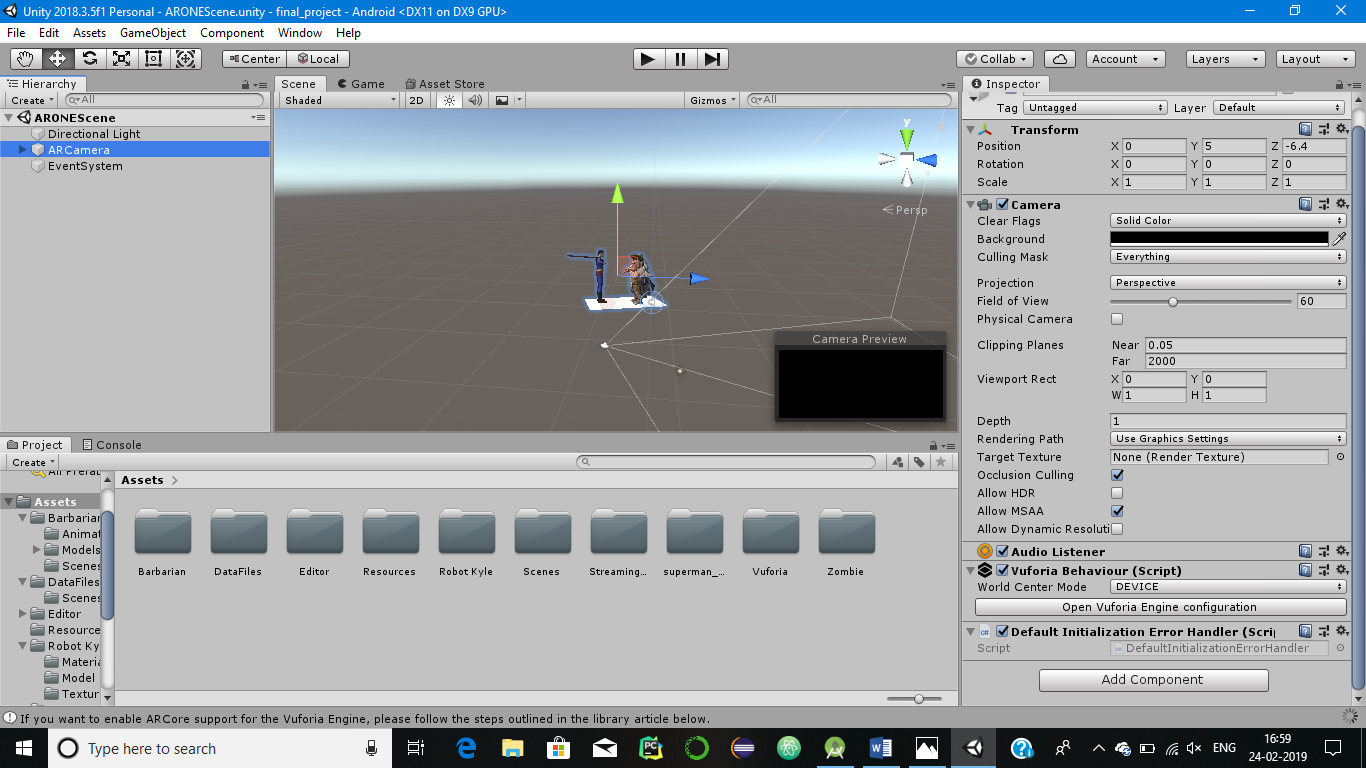 Unity 2018.3.5f1 Personal - ARONEScene.unity - final_project - Android <DX11 on DX9 GPU>
File Edit Assets GameObject Component Window Help
Center Local
Collab Account Layers Layout
Hierarchy
Create All
ARONEScene
Directional Light
ARCamera
EventSystem
Scene Game Asset Store
Shaded 2D Gizmos All
y
Persp
Camera Preview
Inspector
Tag Untagged Layer Default
Transform
Position X 0 Y 5 Z -6.4
Rotation X 0 Y 0 Z 0
Scale X 1 Y 1 Z 1
Camera
Clear Flags Solid Color
Background
Culling Mask Everything
Projection Perspective
Field of View 60
Physical Camera
Clipping Planes Near 0.05
Far 2000
Viewport Rect X 0 Y 0
W 1 H 1
Depth 1
Rendering Path Use Graphics Settings
Target Texture None (Render Texture)
Occlusion Culling
Allow HDR
Allow MSAA
Allow Dynamic Resoluti
Audio Listener
Vuforia Behaviour (Script)
World Center Mode DEVICE
Open Vuforia Engine configuration
Default Initialization Error Handler (Scrip
Script DefaultInitializationErrorHandler
Add Component
Project Console
Create
All Prefab
Assets
Barbarian
Animat
Models
Scenes
DataFiles
Scenes
Editor
Resource
Robot Ky
Materia
Model
Textur
Assets
Barbarian DataFiles Editor Resources Robot Kyle Scenes Streaming... superman_... Vuforia Zombie
If you want to enable ARCore support for the Vuforia Engine, please follow the steps outlined in the library article below.
Type here to search
ENG
16:59
24-02-2019